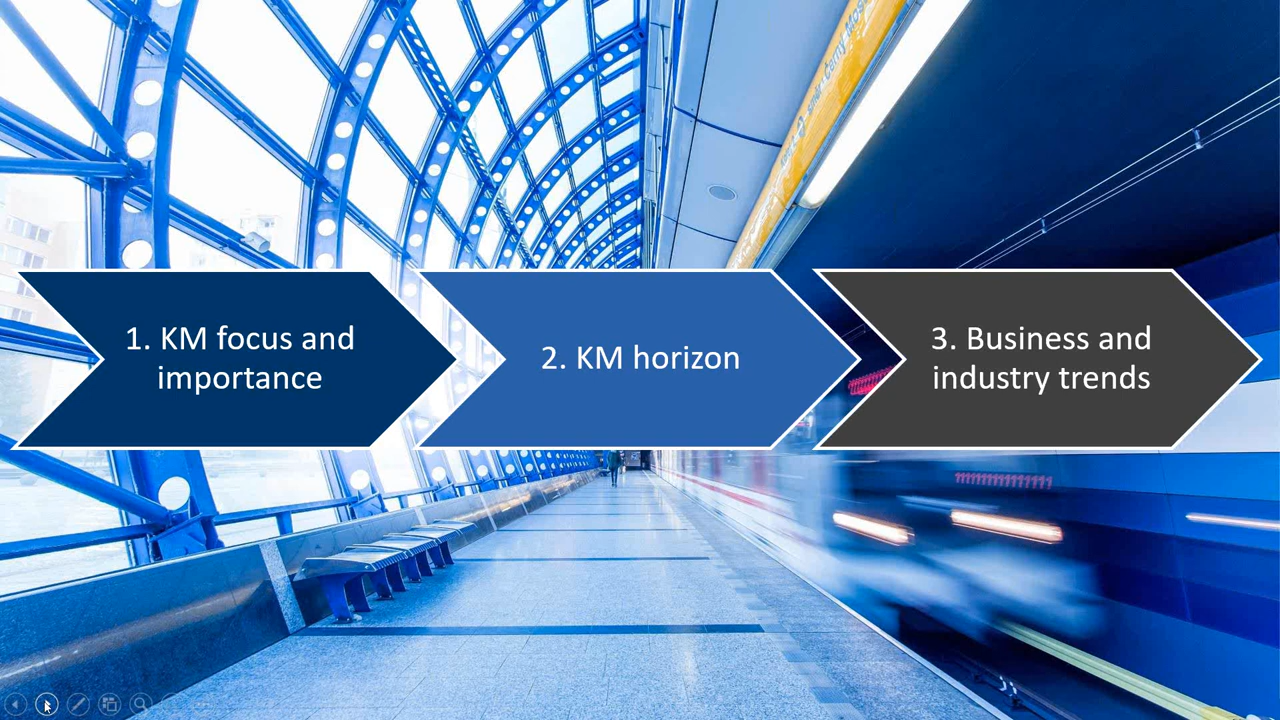 1. KM focus and
importance
2. KM horizon
3. Business and
industry trends